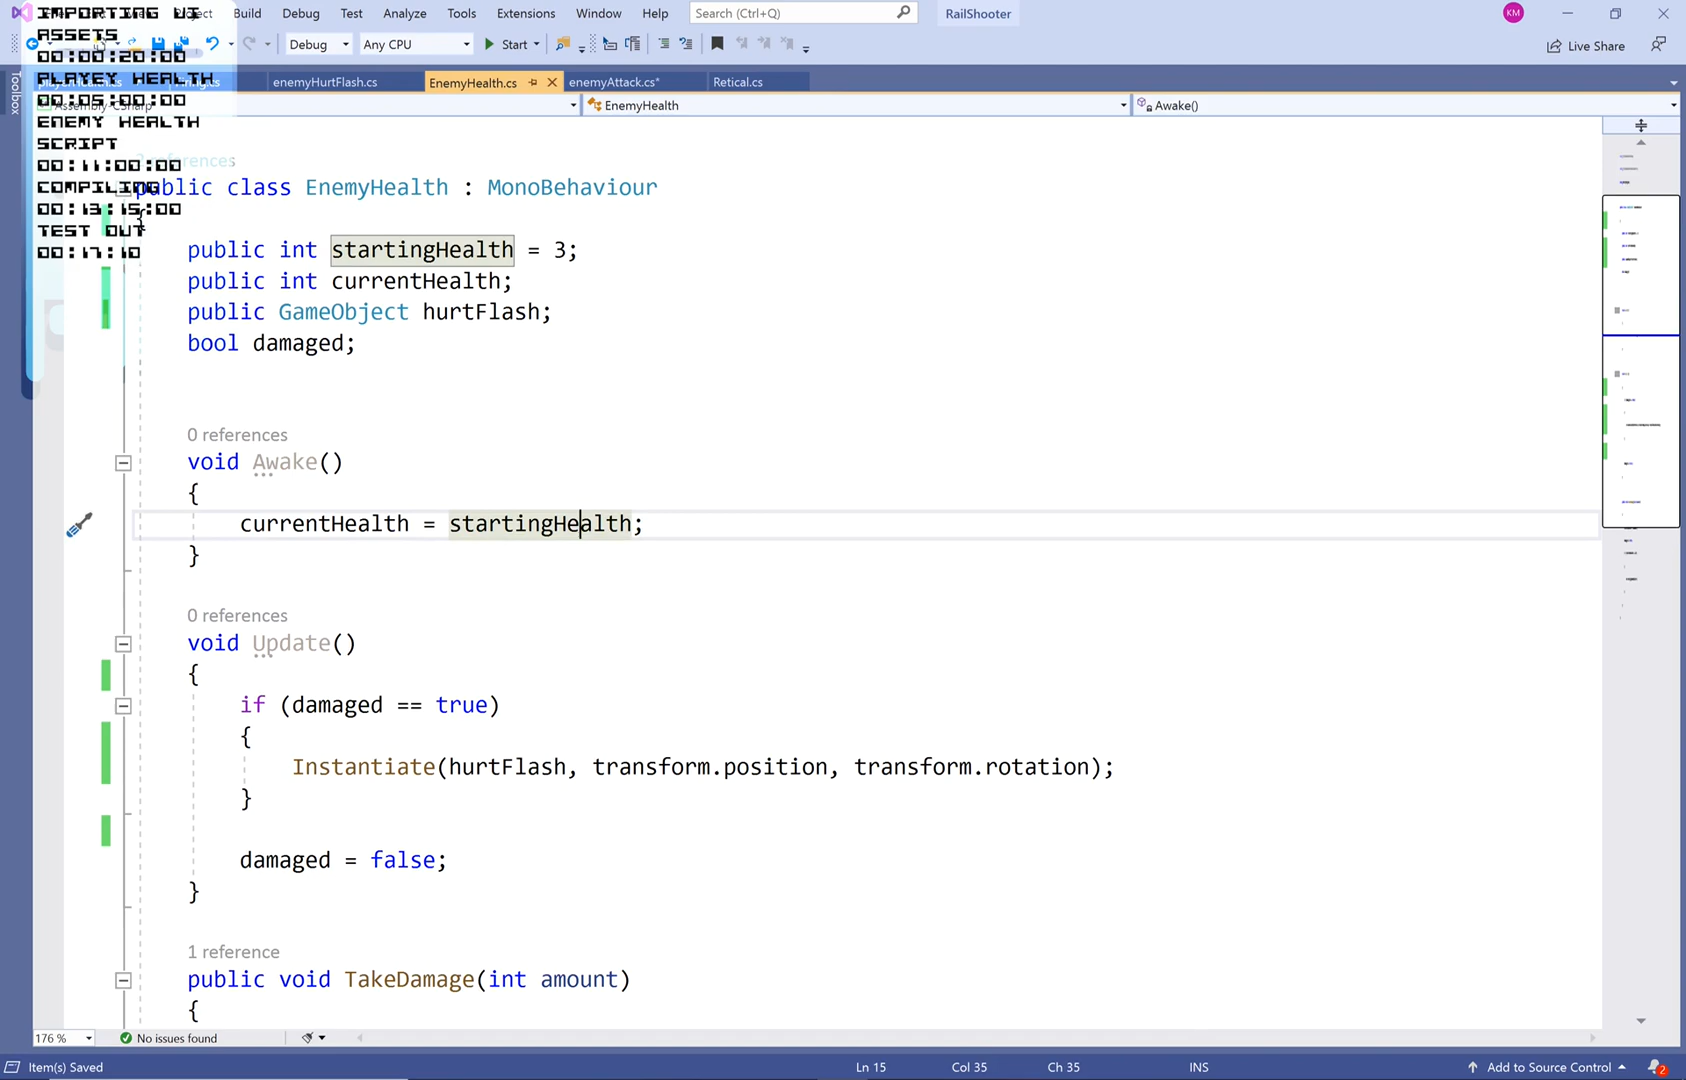 IMPORTING UI
ASSETS
00:00:20:00
PLAYEY HEALTH
00:05:00:00
ENEMY HEALTH
SCRIPT
00:11:00:00
COMPILING
00:13:15:00
TEST OUT
00:17:10
Project Build Debug Test Analyze Tools Extensions Window Help Search (Ctrl+Q) RailShooter KM
Debug Any CPU Start Live Share
enemyHurtFlash.cs EnemyHealth.cs enemyAttack.cs* Retical.cs
Toolbox
Assembly-CSharp EnemyHealth Awake()
references
public class EnemyHealth : MonoBehaviour
{
public int startingHealth = 3;
public int currentHealth;
public GameObject hurtFlash;
bool damaged;
0 references
void Awake()
{
currentHealth = startingHealth;
}
0 references
void Update()
{
if (damaged == true)
{
Instantiate(hurtFlash, transform.position, transform.rotation);
}
damaged = false;
}
1 reference
public void TakeDamage(int amount)
{
176 % No issues found
Item(s) Saved Ln 15 Col 35 Ch 35 INS Add to Source Control 2